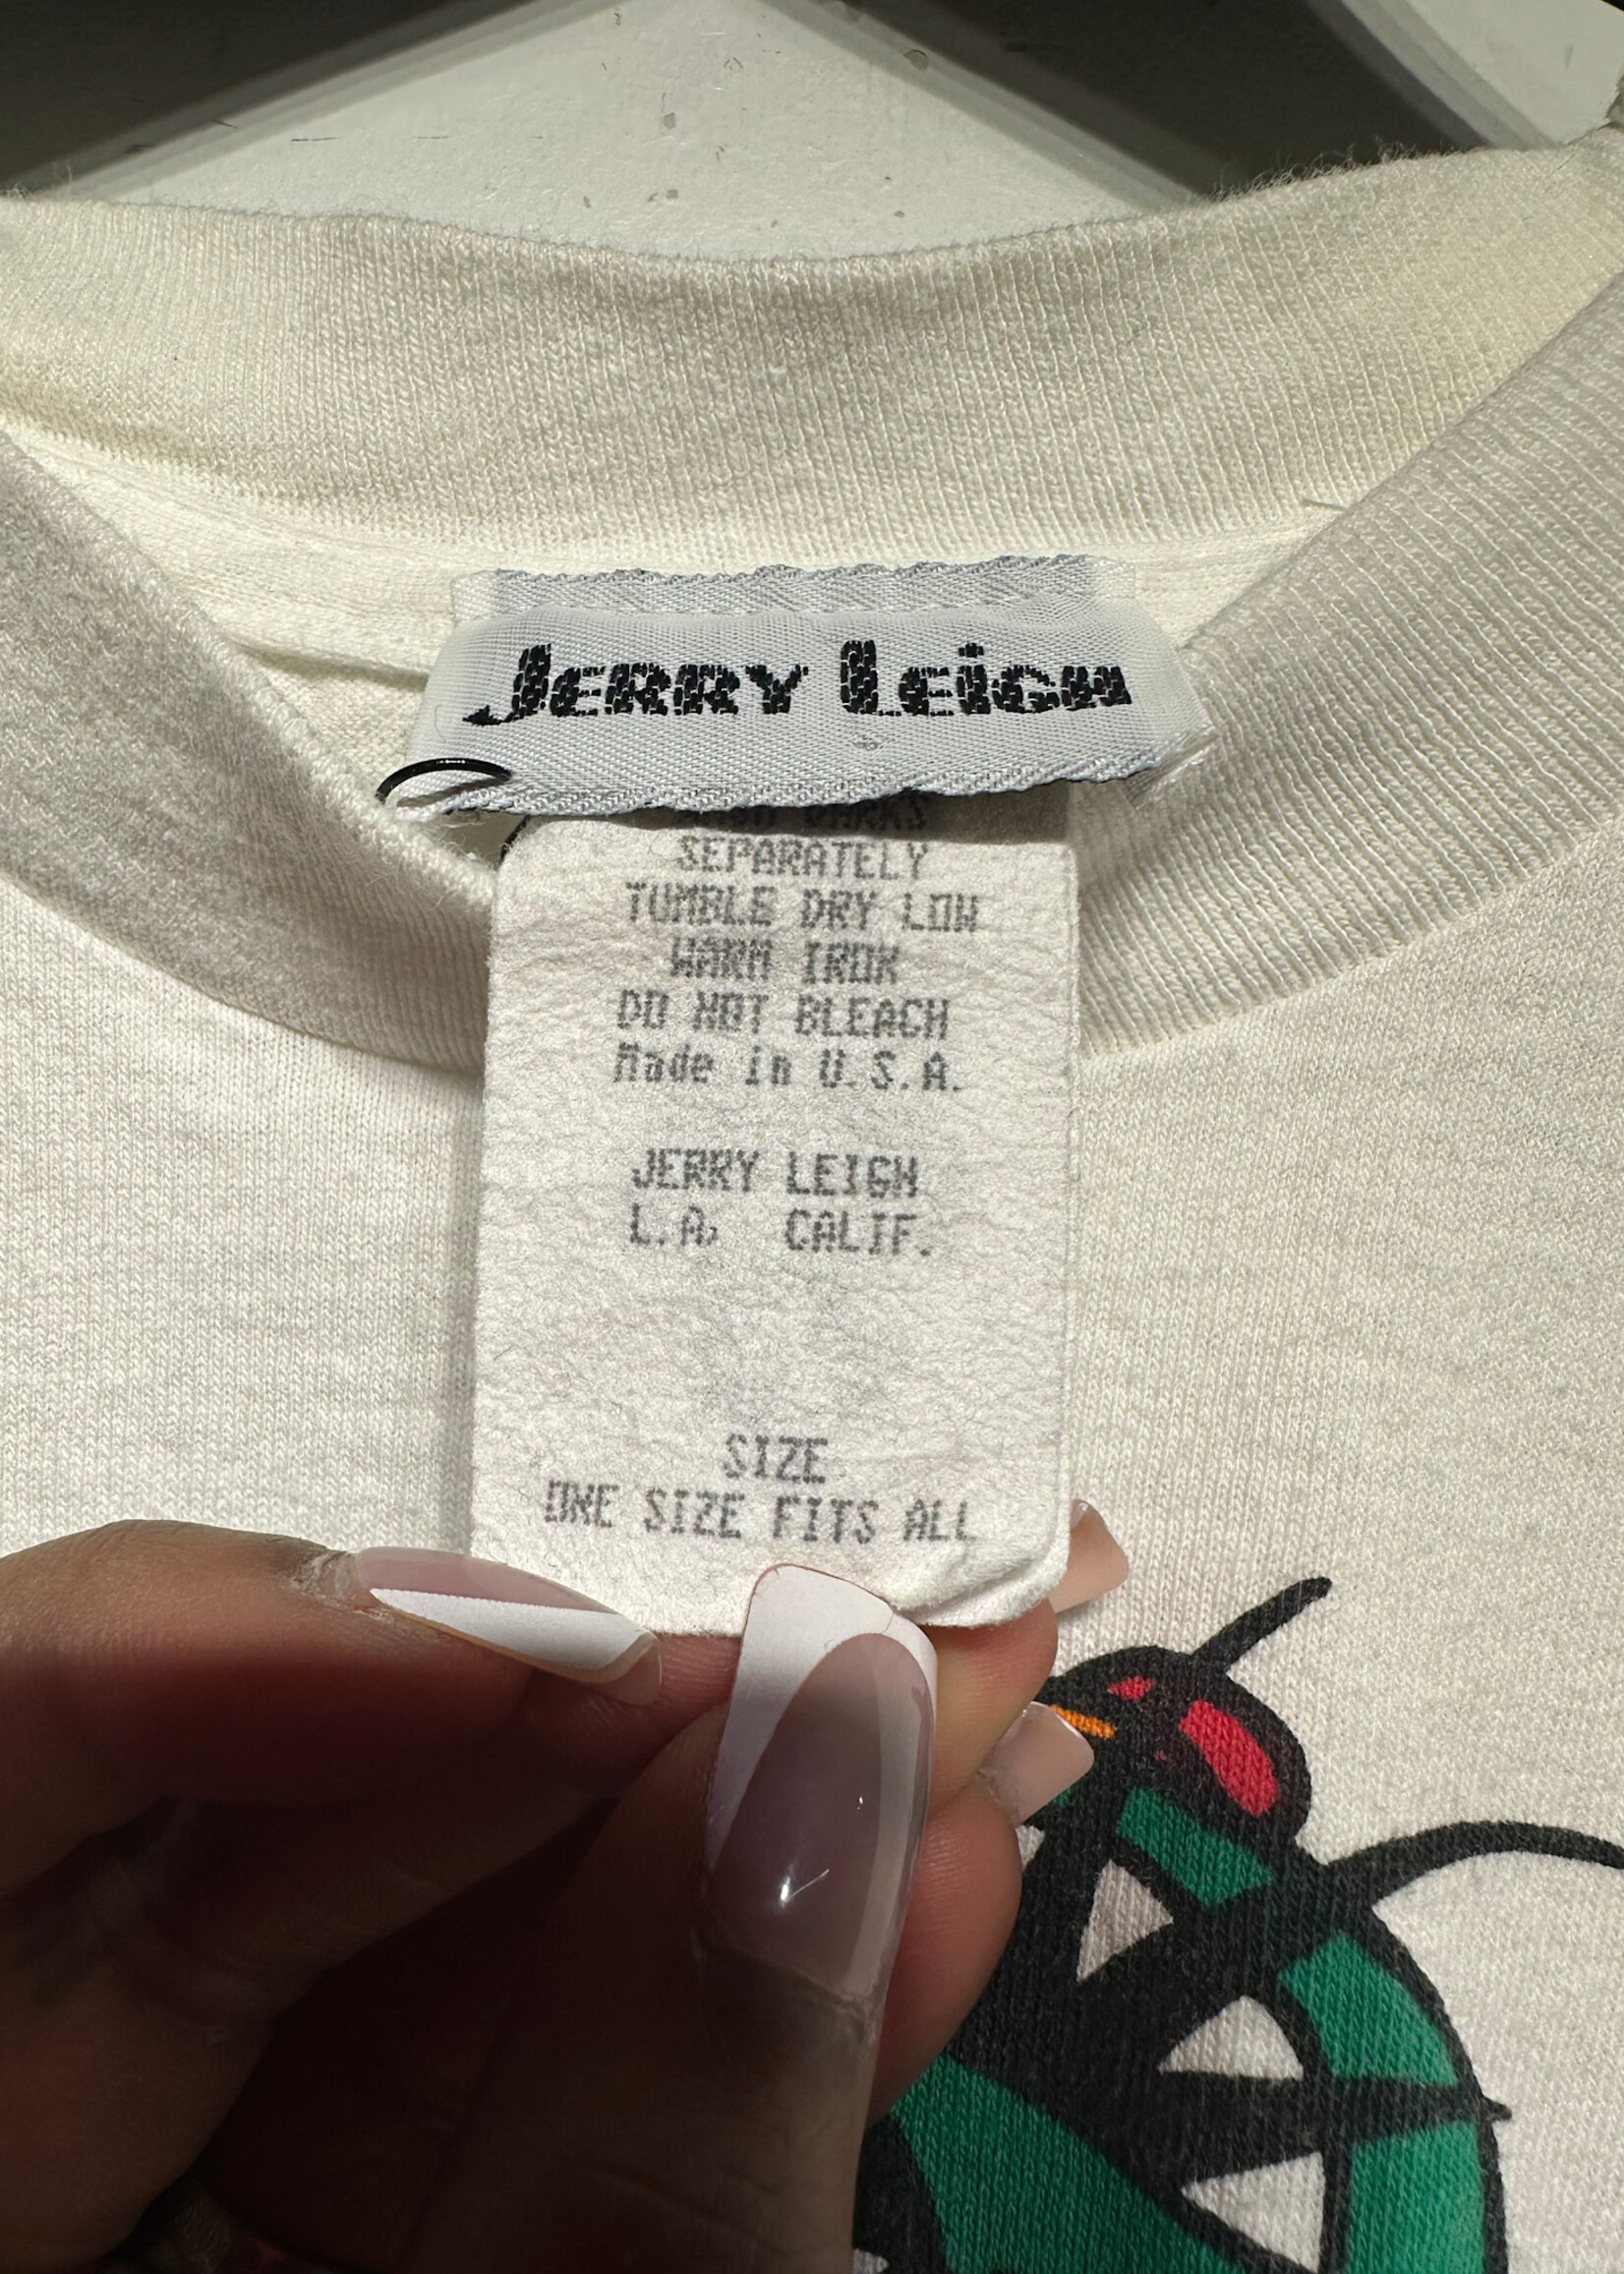 JERRY LEIGH
DARKS
SEPARATELY
TUMBLE DRY LOW
WARM IRON
DO NOT BLEACH
Made in U.S.A.
JERRY LEIGH
L.A, CALIF.
SIZE
ONE SIZE FITS ALL